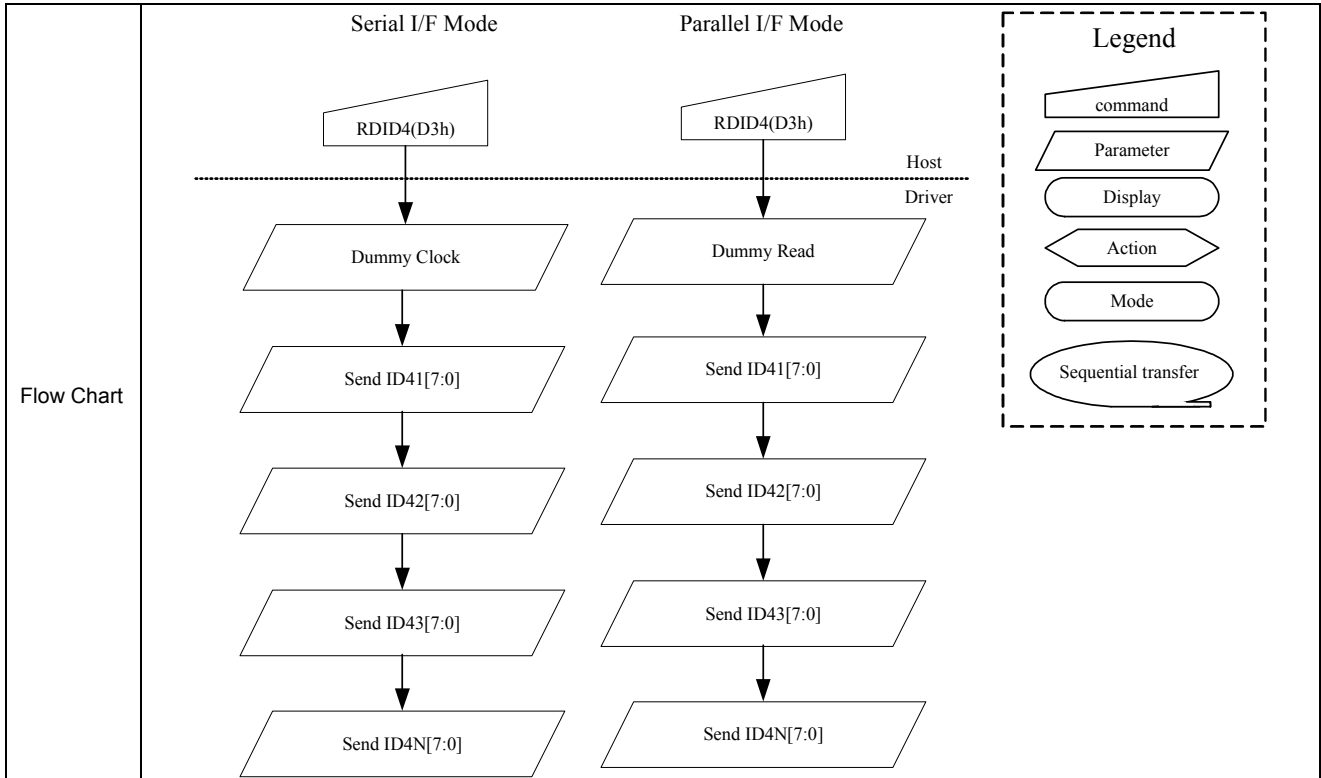 Flow Chart
Serial I/F Mode
RDID4(D3h)
Dummy Clock
Send ID41[7:0]
Send ID42[7:0]
Send ID43[7:0]
Send ID4N[7:0]
Parallel I/F Mode
RDID4(D3h)
Host
Driver
Dummy Read
Send ID41[7:0]
Send ID42[7:0]
Send ID43[7:0]
Send ID4N[7:0]
Legend
command
Parameter
Display
Action
Mode
Sequential transfer